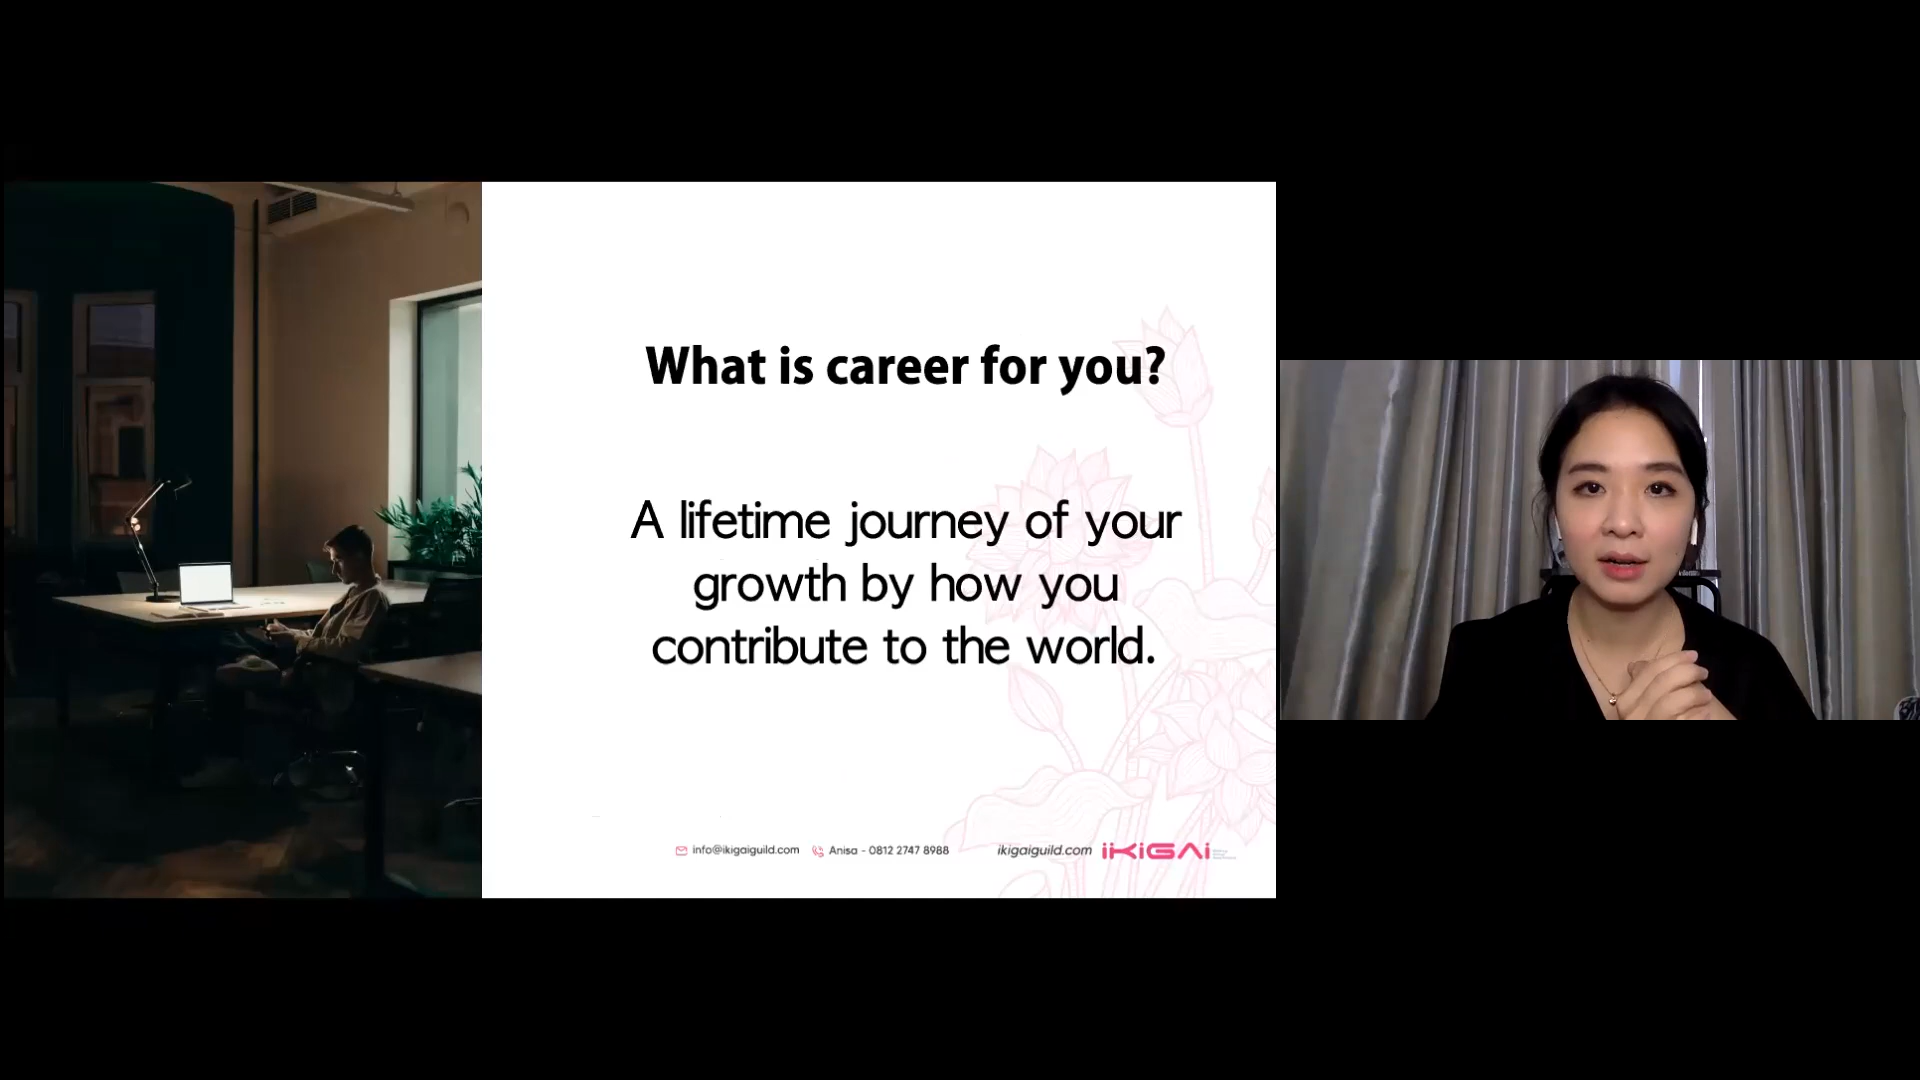 What is career for you?
A lifetime journey of your
growth by how you
contribute to the world.
info@ikigaiguild.com Anisa - 0812 2747 8988 ikigaiguild.com iKiGAi